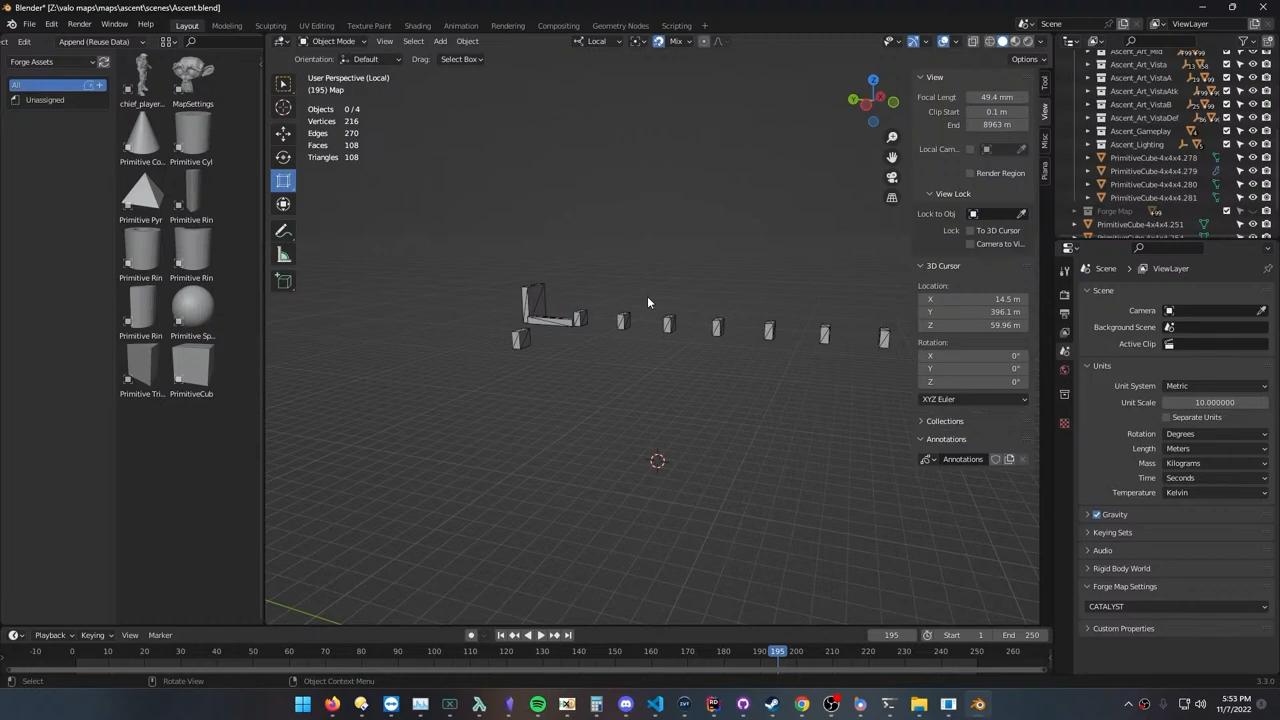 Blender* [Z:\valo maps\maps\ascent\scenes\Ascent.blend]
File Edit Render Window Help Layout Modeling Sculpting UV Editing Texture Paint Shading Animation Rendering Compositing Geometry Nodes Scripting + Scene ViewLayer
Edit Append (Reuse Data) Object Mode View Select Add Object Local Mix
Orientation: Default Drag: Select Box Options
Forge Assets
All
Unassigned
chief_player... MapSettings
Primitive Co... Primitive Cyl
Primitive Pyr Primitive Rin
Primitive Rin Primitive Rin
Primitive Rin Primitive Sp...
Primitive Tri... PrimitiveCub
User Perspective (Local)
(195) Map
Objects 0/4
Vertices 216
Edges 270
Faces 108
Triangles 108
View
Focal Length 49.4 mm
Clip Start 0.1 m
End 8963 m
Local Cam...
Render Region
View Lock
Lock to Obj
Lock To 3D Cursor
Camera to Vi...
3D Cursor
Location:
X 14.5 m
Y 396.1 m
Z 59.96 m
Rotation:
X 0°
Y 0°
Z 0°
XYZ Euler
Collections
Annotations
Annotations
Tool
View
Misc
Ascent_Art_Mid
Ascent_Art_Vista
Ascent_Art_VistaA
Ascent_Art_VistaAtk
Ascent_Art_VistaB
Ascent_Art_VistaDef
Ascent_Gameplay
Ascent_Lighting
PrimitiveCube-4x4x4.278
PrimitiveCube-4x4x4.279
PrimitiveCube-4x4x4.280
PrimitiveCube-4x4x4.281
Forge Map
PrimitiveCube-4x4x4.251
Scene ViewLayer
Scene
Camera
Background Scene
Active Clip
Units
Unit System Metric
Unit Scale 10.000000
Separate Units
Rotation Degrees
Length Meters
Mass Kilograms
Time Seconds
Temperature Kelvin
Gravity
Keying Sets
Audio
Rigid Body World
Forge Map Settings
CATALYST
Custom Properties
Playback Keying View Marker 195 Start 1 End 250
-10 0 10 20 30 40 50 60 70 80 90 100 110 120 130 140 150 160 170 180 190 195 200 210 220 230 240 250 260
Select Rotate View Object Context Menu 3.3.0
5:53 PM
11/7/2022